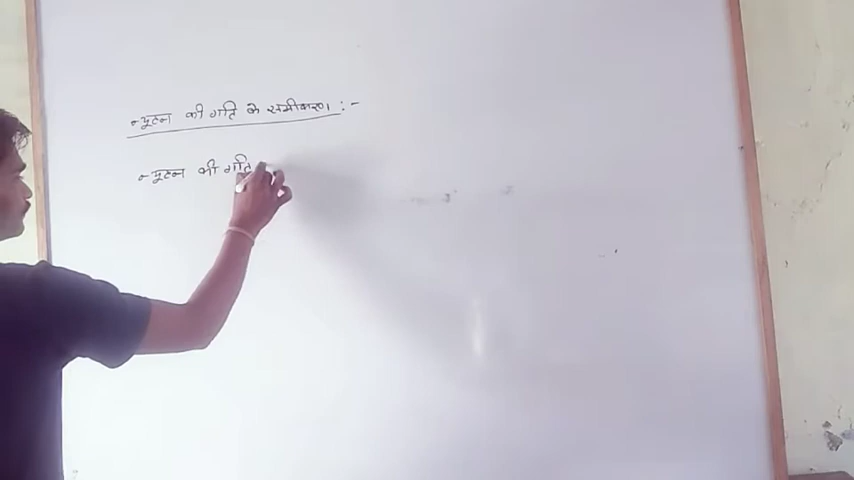 न्यूटन की गति के समीकरण :-
न्यूटन की गति